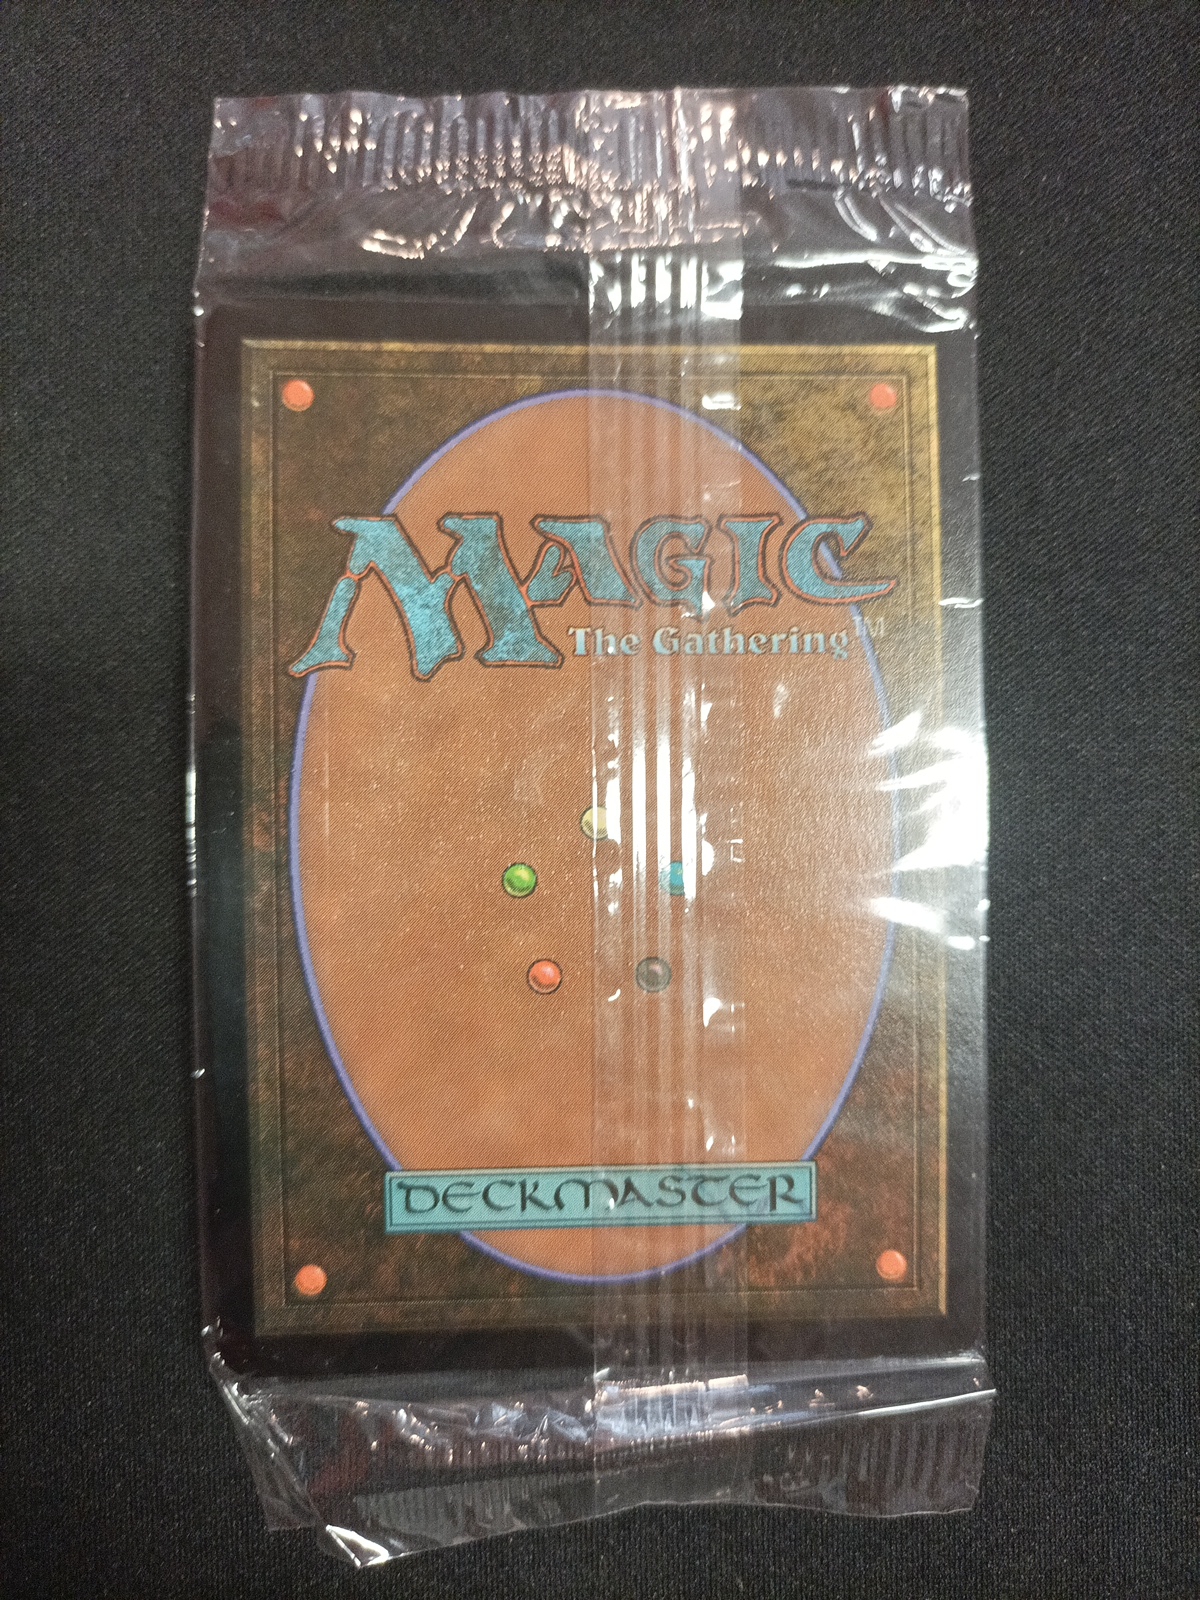 MAGIC
The Gathering™
DECKMASTER